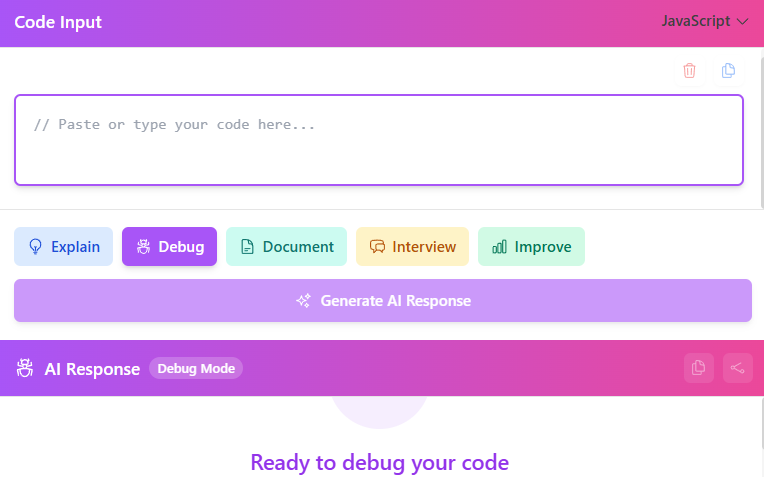 Code Input
JavaScript
// Paste or type your code here...
Explain
Debug
Document
Interview
Improve
Generate AI Response
AI Response
Debug Mode
Ready to debug your code